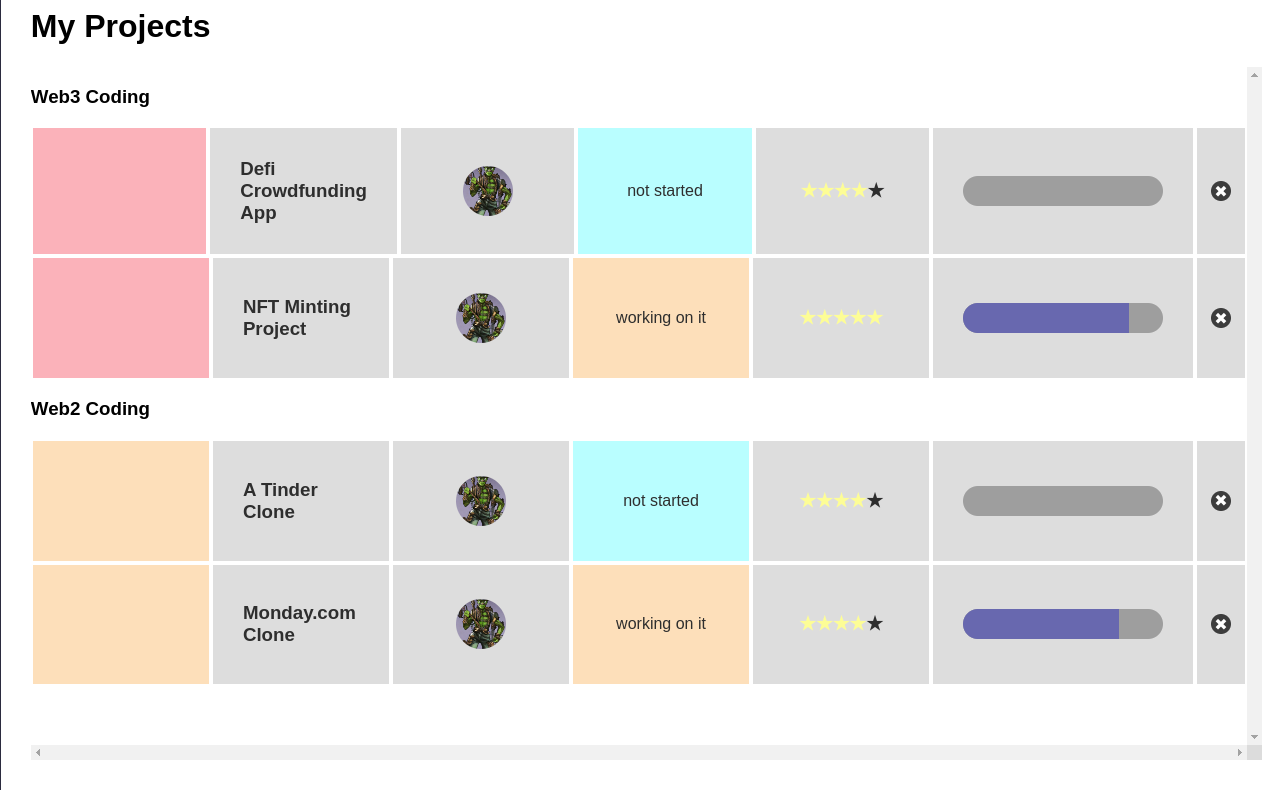 My Projects
Web3 Coding
Defi
Crowdfunding
App
not started
★★★★★
NFT Minting
Project
working on it
★★★★★
Web2 Coding
A Tinder
Clone
not started
★★★★★
Monday.com
Clone
working on it
★★★★★